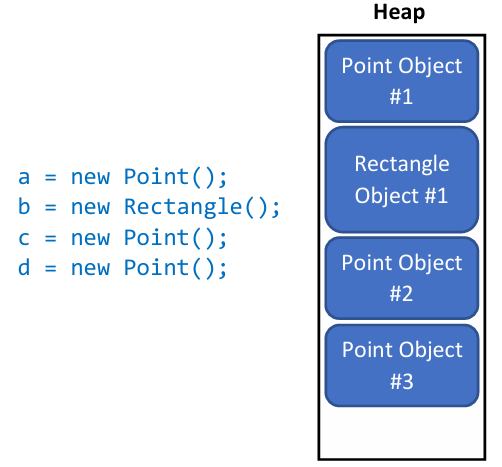 Heap
Point Object
#1
Rectangle
Object #1
Point Object
#2
Point Object
#3
a = new Point();
b = new Rectangle();
c = new Point();
d = new Point();